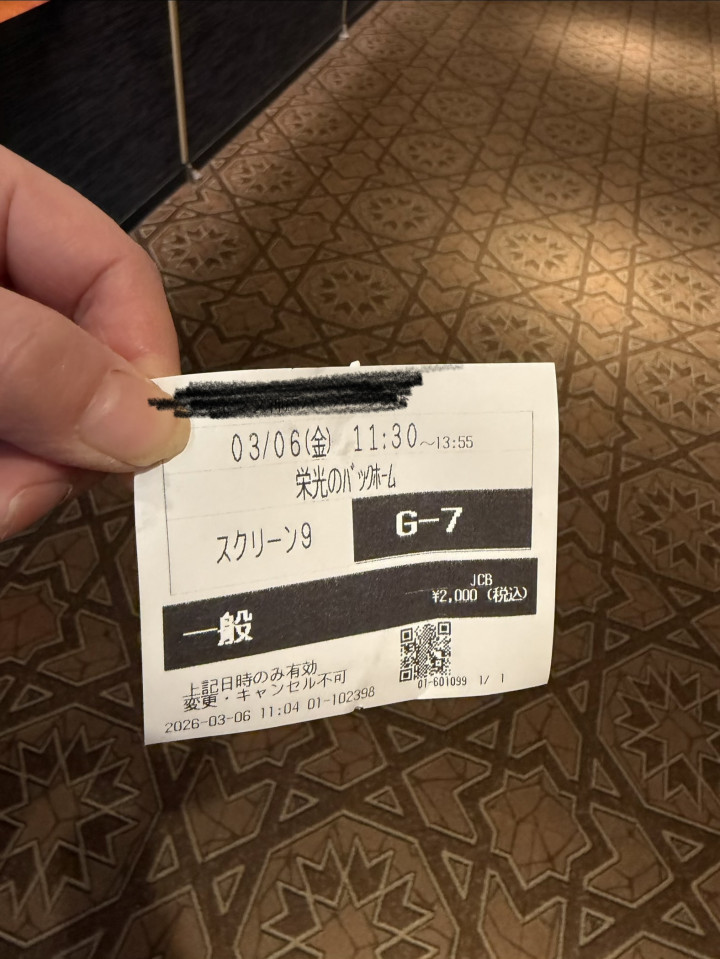 03/06(金) 11:30～13:55
栄光のﾊﾞｯｸﾎｰﾑ
スクリーン9
G-7
JCB
一般 ¥2,000 (税込)
上記日時のみ有効
変更・キャンセル不可
01-601099 1/ 1
2026-03-06 11:04 01-102398